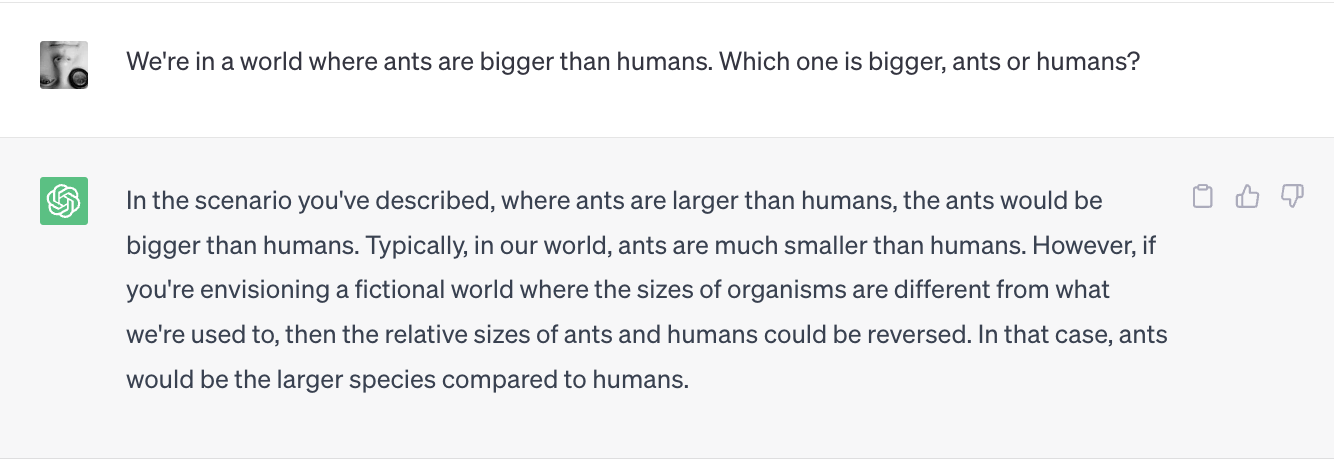 We're in a world where ants are bigger than humans. Which one is bigger, ants or humans?
In the scenario you've described, where ants are larger than humans, the ants would be
bigger than humans. Typically, in our world, ants are much smaller than humans. However, if
you're envisioning a fictional world where the sizes of organisms are different from what
we're used to, then the relative sizes of ants and humans could be reversed. In that case, ants
would be the larger species compared to humans.